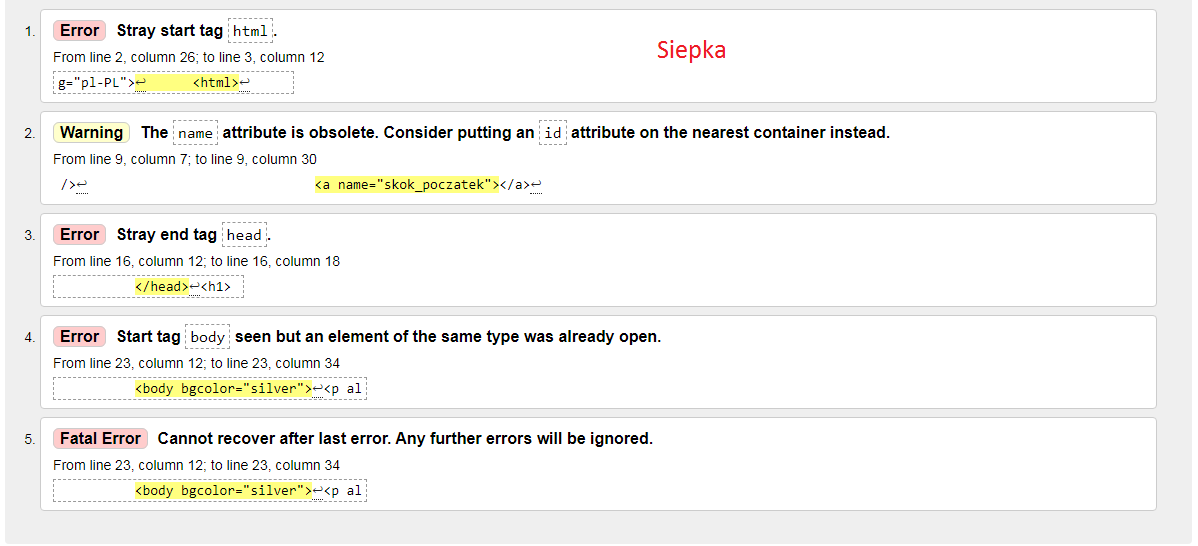 1. Error Stray start tag html.
Siepka
From line 2, column 26; to line 3, column 12
g="pl-PL">↩ <html>↩
2. Warning The name attribute is obsolete. Consider putting an id attribute on the nearest container instead.
From line 9, column 7; to line 9, column 30
/>↩ <a name="skok_poczatek"></a>↩
3. Error Stray end tag head.
From line 16, column 12; to line 16, column 18
</head>↩<h1>
4. Error Start tag body seen but an element of the same type was already open.
From line 23, column 12; to line 23, column 34
<body bgcolor="silver">↩<p al
5. Fatal Error Cannot recover after last error. Any further errors will be ignored.
From line 23, column 12; to line 23, column 34
<body bgcolor="silver">↩<p al